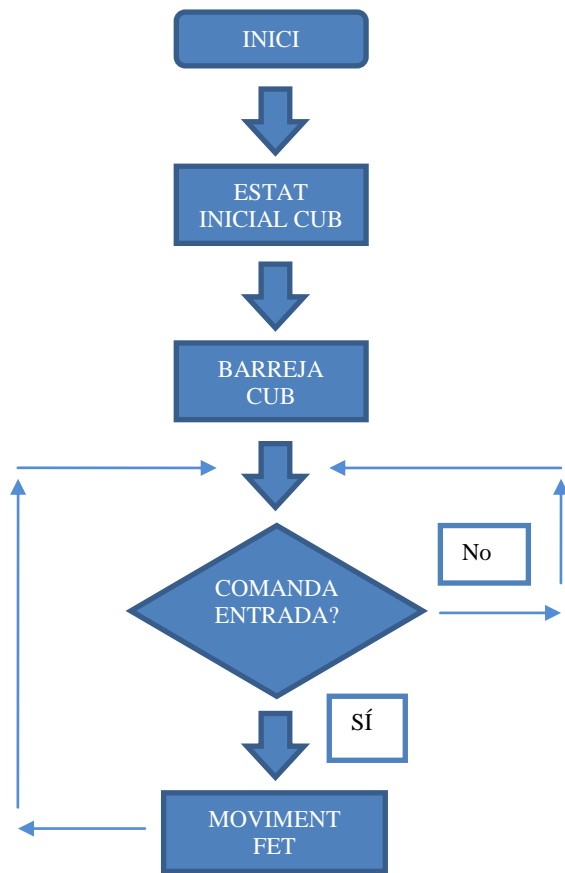 INICI
ESTAT
INICIAL CUB
BARREJA
CUB
No
COMANDA
ENTRADA?
SÍ
MOVIMENT
FET